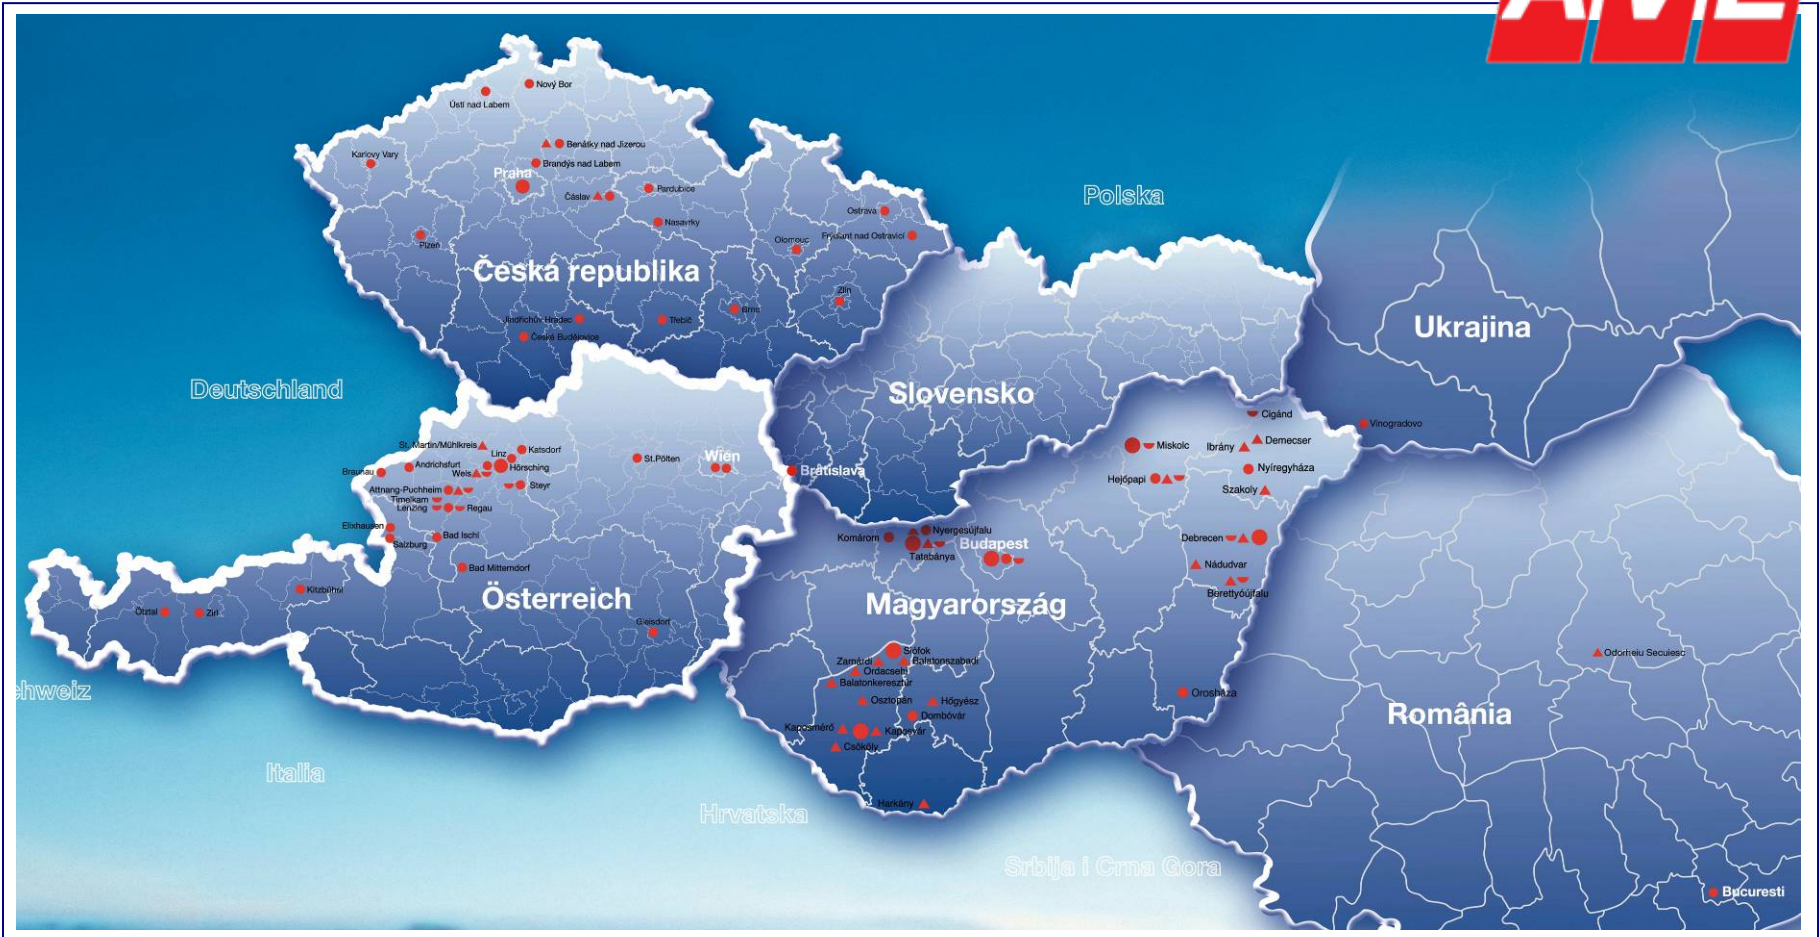 AME
Nový Bor
Ústí nad Labem
Benátky nad Jizerou
Karlovy Vary
Brandýs nad Labem
Praha
Pardubice
Čáslav
Ostrava
Nasavrky
Frýdlant nad Ostravicí
Olomouc
Plzeň
Česká republika
Zlín
Brno
Jindřichův Hradec
Třebíč
České Budějovice
Polska
Ukrajina
Deutschland
Slovensko
Cigánd
Vinogradovo
Demecser
Ibrány
Miskolc
St. Martin/Mühlkreis
Katsdorf
Linz
Wien
St.Pölten
Andrichsfurt
Hörsching
Nyíregyháza
Braunau
Wels
Bratislava
Hejőpapi
Steyr
Attnang-Puchheim
Szakoly
Timelkam
Lenzing
Regau
Elixhausen
Nyergesújfalu
Bad Ischl
Komárom
Debrecen
Salzburg
Budapest
Tatabánya
Nádudvar
Bad Mitterndorf
Kitzbühel
Berettyóújfalu
Österreich
Magyarország
Ötztal
Zirl
Gleisdorf
Siófok
Odorheiu Secuiesc
Zamárdi
Balatonszabadi
Ordacsehi
Balatonkeresztúr
chweiz
Orosháza
Osztopán
Hőgyész
România
Dombóvár
Kaposmérő
Kaposvár
Csököly
Italia
Harkány
Hrvatska
Srbija i Crna Gora
Bucuresti